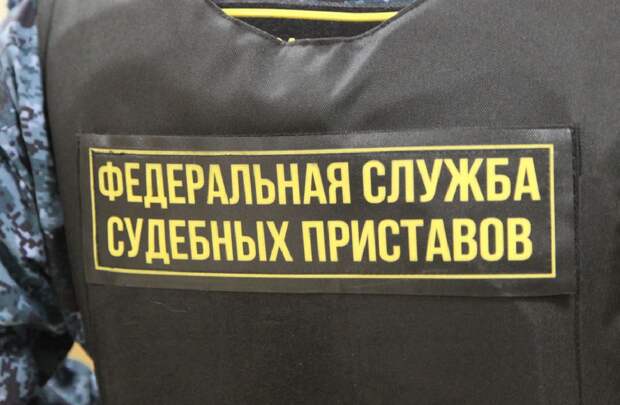 ФЕДЕРАЛЬНАЯ СЛУЖБА
СУДЕБНЫХ ПРИСТАВОВ